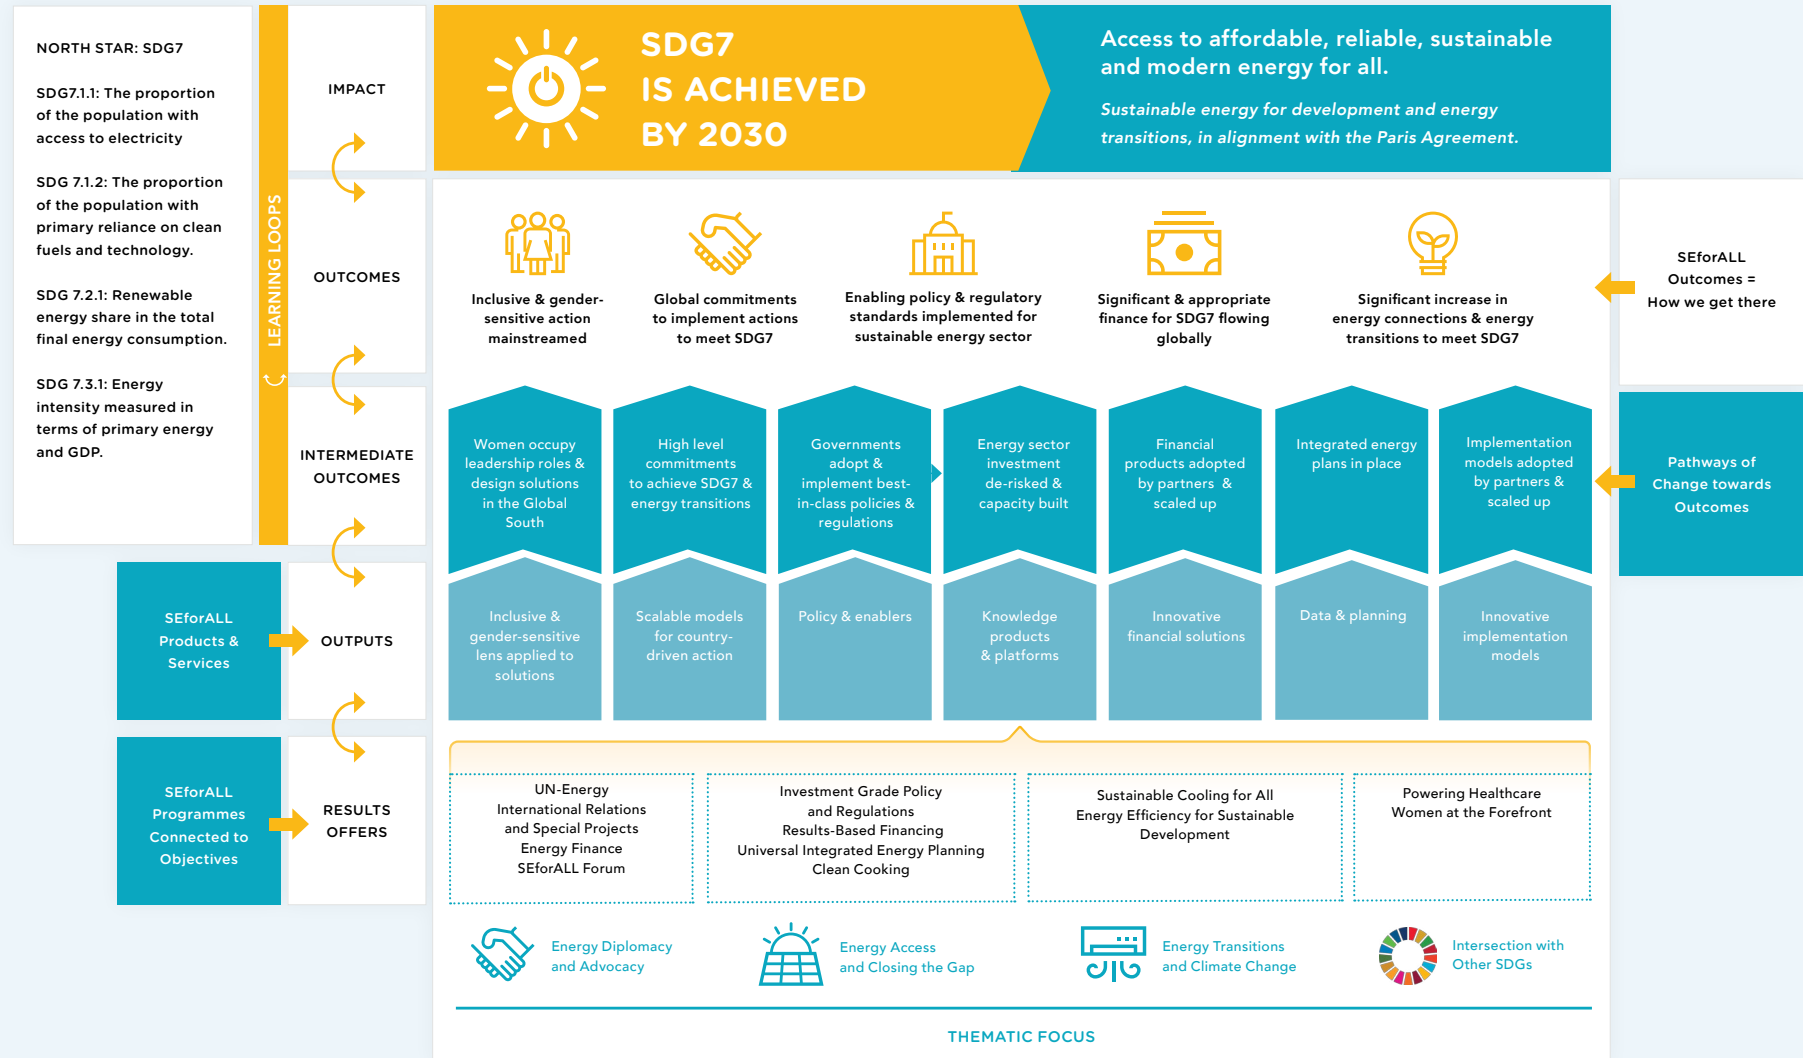 NORTH STAR: SDG7
SDG7.1.1: The proportion
of the population with
access to electricity
SDG 7.1.2: The proportion
of the population with
primary reliance on clean
fuels and technology.
SDG 7.2.1: Renewable
energy share in the total
final energy consumption.
SDG 7.3.1: Energy
intensity measured in
terms of primary energy
and GDP.
LEARNING LOOPS
IMPACT
SDG7
IS ACHIEVED
BY 2030
Access to affordable, reliable, sustainable
and modern energy for all.
Sustainable energy for development and energy
transitions, in alignment with the Paris Agreement.
OUTCOMES
Inclusive & gender-
sensitive action
mainstreamed
Global commitments
to implement actions
to meet SDG7
Enabling policy & regulatory
standards implemented for
sustainable energy sector
Significant & appropriate
finance for SDG7 flowing
globally
Significant increase in
energy connections & energy
transitions to meet SDG7
SEforALL
Outcomes =
How we get there
INTERMEDIATE
OUTCOMES
Women occupy
leadership roles &
design solutions
in the Global
South
High level
commitments
to achieve SDG7 &
energy transitions
Governments
adopt &
implement best-
in-class policies &
regulations
Energy sector
investment
de-risked &
capacity built
Financial
products adopted
by partners &
scaled up
Integrated energy
plans in place
Implementation
models adopted
by partners &
scaled up
Pathways of
Change towards
Outcomes
SEforALL
Products &
Services
OUTPUTS
Inclusive &
gender-sensitive
lens applied to
solutions
Scalable models
for country-
driven action
Policy & enablers
Knowledge
products
& platforms
Innovative
financial solutions
Data & planning
Innovative
implementation
models
SEforALL
Programmes
Connected to
Objectives
RESULTS
OFFERS
UN-Energy
International Relations
and Special Projects
Energy Finance
SEforALL Forum
Investment Grade Policy
and Regulations
Results-Based Financing
Universal Integrated Energy Planning
Clean Cooking
Sustainable Cooling for All
Energy Efficiency for Sustainable
Development
Powering Healthcare
Women at the Forefront
Energy Diplomacy
and Advocacy
Energy Access
and Closing the Gap
Energy Transitions
and Climate Change
Intersection with
Other SDGs
THEMATIC FOCUS